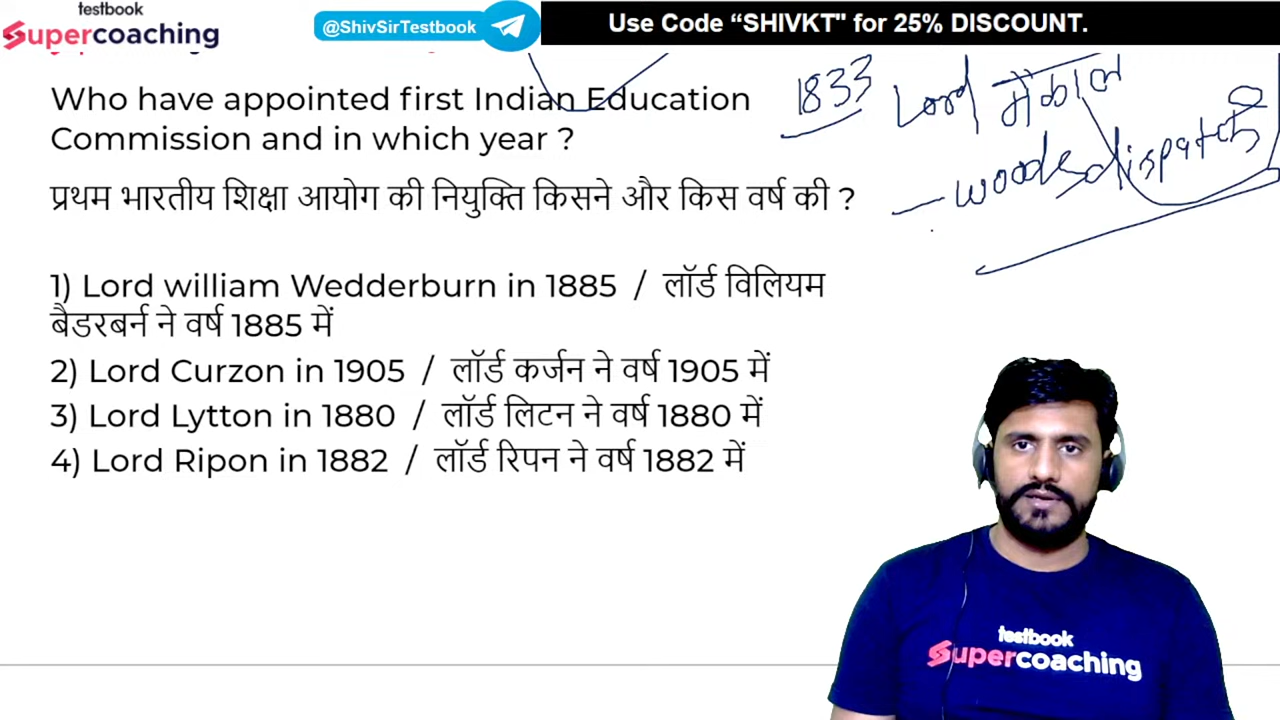 testbook
Supercoaching
@ShivSirTestbook
Use Code “SHIVKT" for 25% DISCOUNT.
Who have appointed first Indian Education
Commission and in which year ?
प्रथम भारतीय शिक्षा आयोग की नियुक्ति किसने और किस वर्ष की ?
1833 Lord मैकाले
– woods dispatch
1) Lord william Wedderburn in 1885 / लॉर्ड विलियम
बैडरबर्न ने वर्ष 1885 में
2) Lord Curzon in 1905 / लॉर्ड कर्जन ने वर्ष 1905 में
3) Lord Lytton in 1880 / लॉर्ड लिटन ने वर्ष 1880 में
4) Lord Ripon in 1882 / लॉर्ड रिपन ने वर्ष 1882 में
testbook
Supercoaching